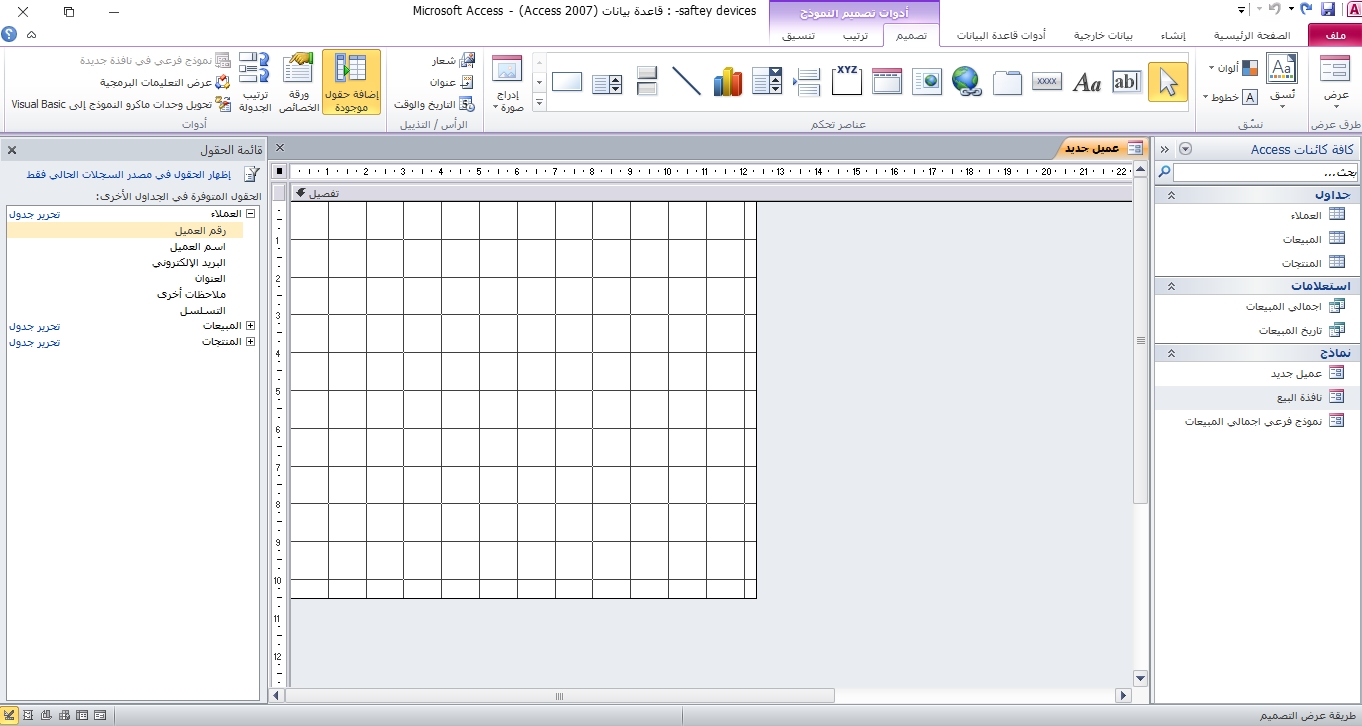 saftey devices- : قاعدة بيانات (Access 2007) - Microsoft Access
أدوات تصميم النموذج
ملف
الصفحة الرئيسية
إنشاء
بيانات خارجية
أدوات قاعدة البيانات
تصميم
ترتيب
تنسيق
عرض
طرق عرض
نُسق
ألوان
خطوط
نسّق
Aa
A
ab
Aa
xxxx
XYZ
عناصر تحكم
إدراج صورة
شعار
عنوان
التاريخ والوقت
الرأس / التذييل
إضافة حقول موجودة
ورقة الخصائص
ترتيب الجدولة
نموذج فرعي في نافذة جديدة
عرض التعليمات البرمجية
تحويل وحدات ماكرو النموذج إلى Visual Basic
أدوات
كافة كائنات Access
بحث...
جداول
العملاء
المبيعات
المنتجات
استعلامات
اجمالي المبيعات
تاريخ المبيعات
نماذج
عميل جديد
نافذة البيع
نموذج فرعي اجمالي المبيعات
عميل جديد
1 2 3 4 5 6 7 8 9 10 11 12 13 14 15 16 17 18 19 20 21 22
تفصيل
1
2
3
4
5
6
7
8
9
10
11
12
قائمة الحقول
إظهار الحقول في مصدر السجلات الحالي فقط
الحقول المتوفرة في الجداول الأخرى:
العملاء تحرير جدول
رقم العميل
اسم العميل
البريد الإلكتروني
العنوان
ملاحظات أخرى
التسلسل
المبيعات تحرير جدول
المنتجات تحرير جدول
طريقة عرض التصميم